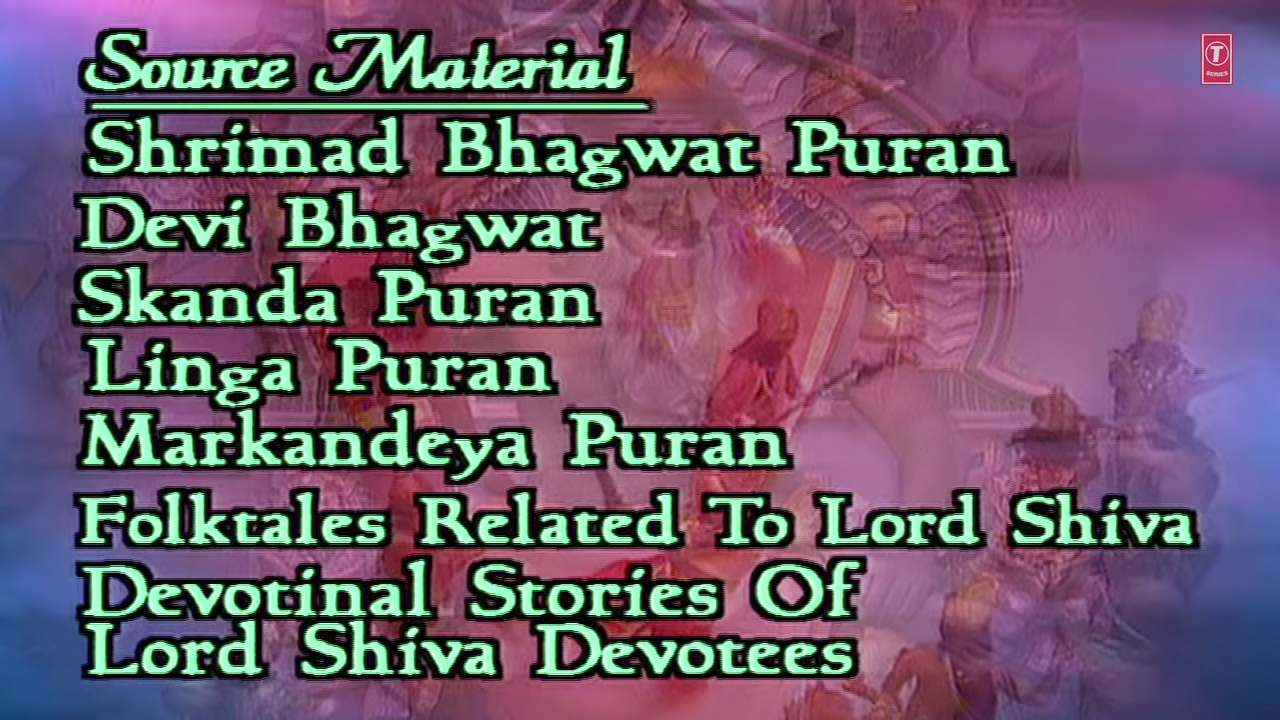 Source Material
Shrimad Bhagwat Puran
Devi Bhagwat
Skanda Puran
Linga Puran
Markandeya Puran
Folktales Related To Lord Shiva
Devotinal Stories Of
Lord Shiva Devotees
T
SERIES